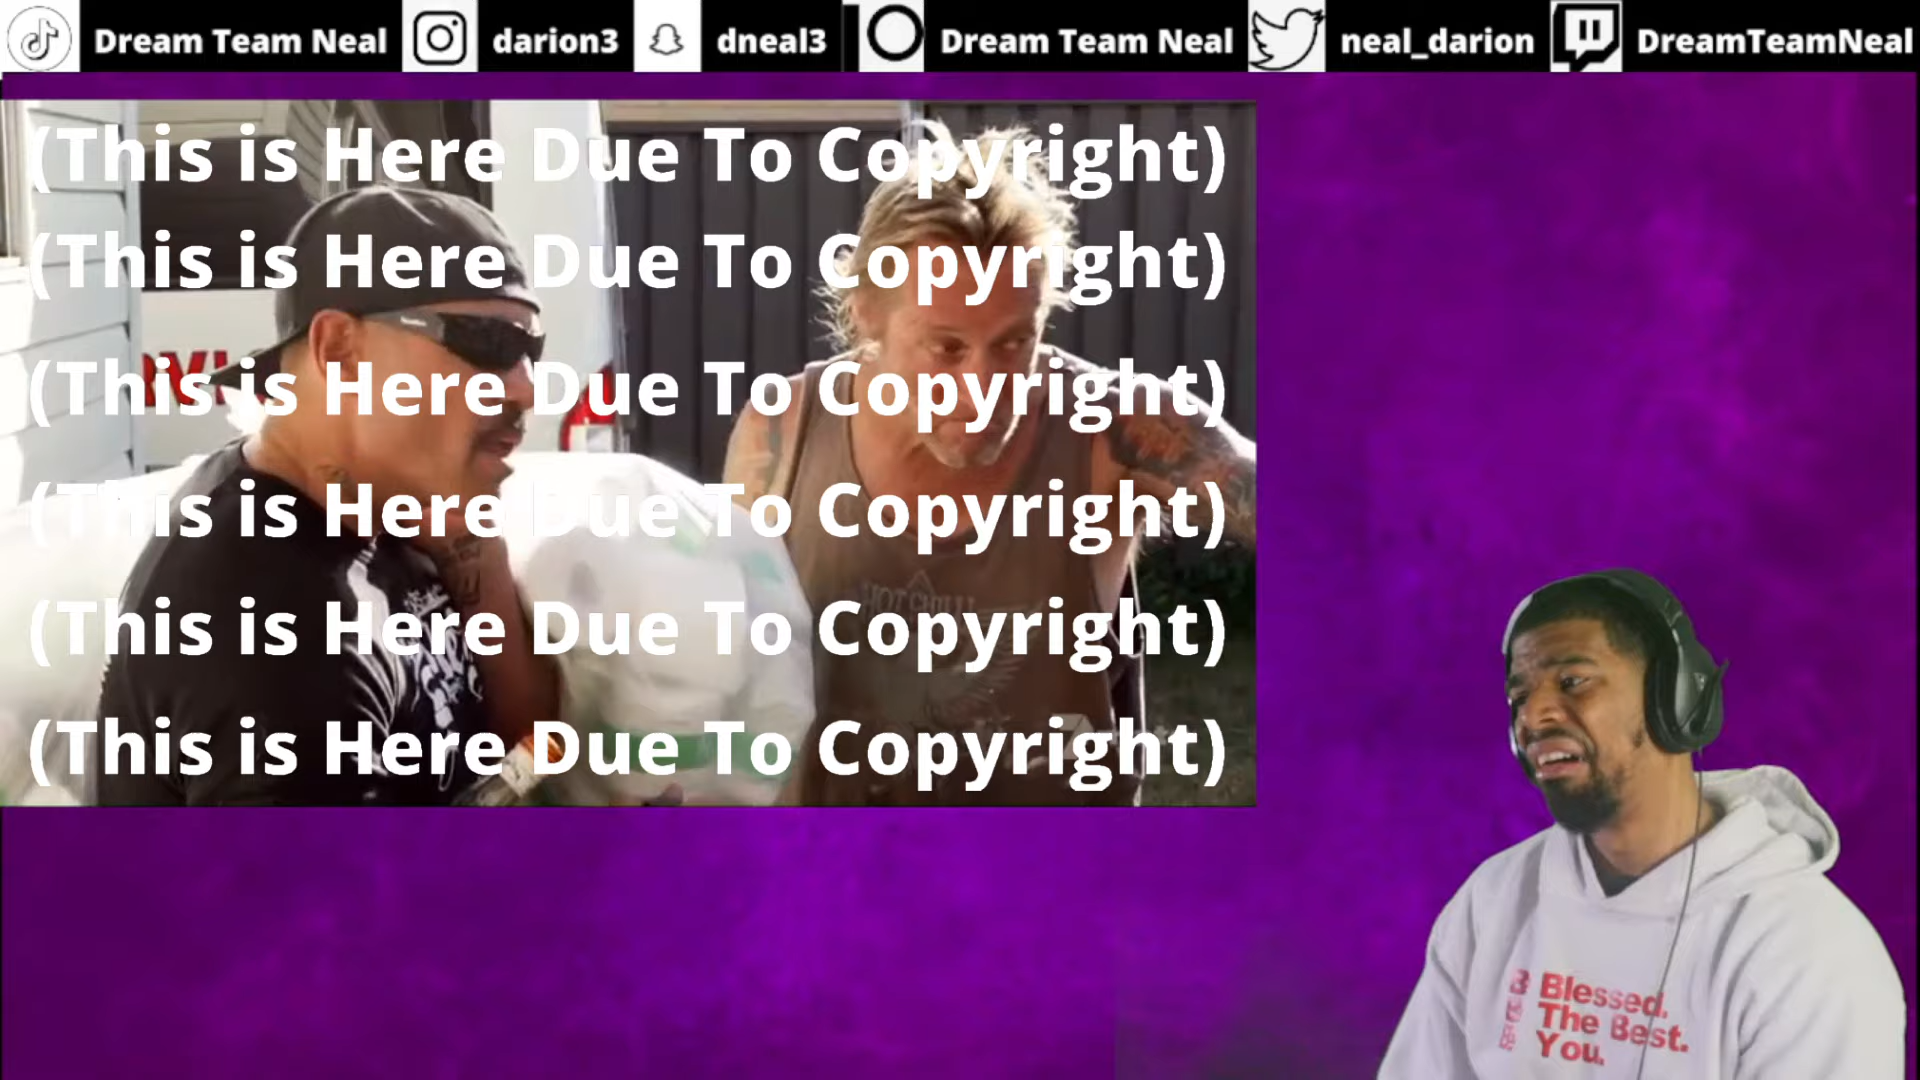 Dream Team Neal darion3 dneal3 Dream Team Neal neal_darion DreamTeamNeal
(This is Here Due To Copyright)
(This is Here Due To Copyright)
(This is Here Due To Copyright)
(This is Here Due To Copyright)
(This is Here Due To Copyright)
(This is Here Due To Copyright)
Blessed.
The Best.
You.